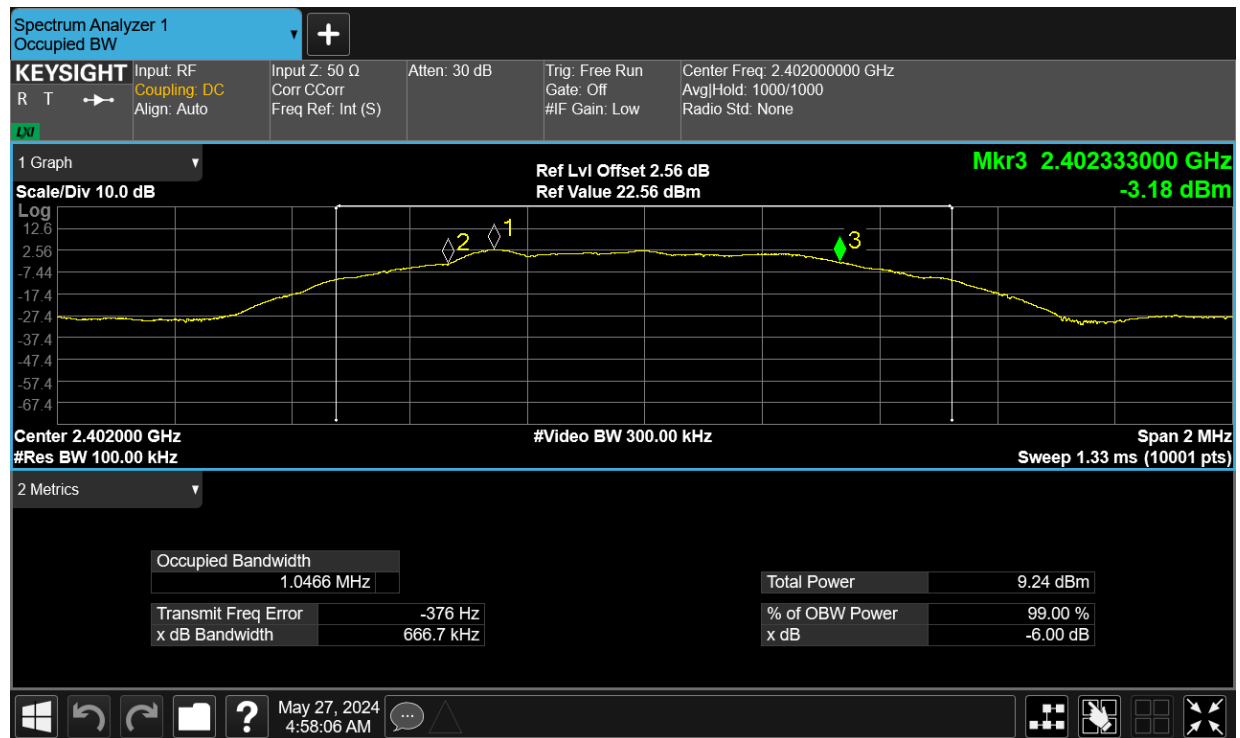 Spectrum Analyzer 1
Occupied BW
KEYSIGHT
R T
LXI
Input: RF
Coupling: DC
Align: Auto
Input Z: 50 Ω
Corr CCorr
Freq Ref: Int (S)
Atten: 30 dB
Trig: Free Run
Gate: Off
#IF Gain: Low
Center Freq: 2.402000000 GHz
Avg|Hold: 1000/1000
Radio Std: None
1 Graph
Scale/Div 10.0 dB
Ref Lvl Offset 2.56 dB
Ref Value 22.56 dBm
Mkr3 2.402333000 GHz
-3.18 dBm
Log
12.6
2.56
-7.44
-17.4
-27.4
-37.4
-47.4
-57.4
-67.4
2
1
3
Center 2.402000 GHz
#Res BW 100.00 kHz
#Video BW 300.00 kHz
Span 2 MHz
Sweep 1.33 ms (10001 pts)
2 Metrics
Occupied Bandwidth
1.0466 MHz
Transmit Freq Error -376 Hz
x dB Bandwidth 666.7 kHz
Total Power 9.24 dBm
% of OBW Power 99.00 %
x dB -6.00 dB
?
May 27, 2024
4:58:06 AM